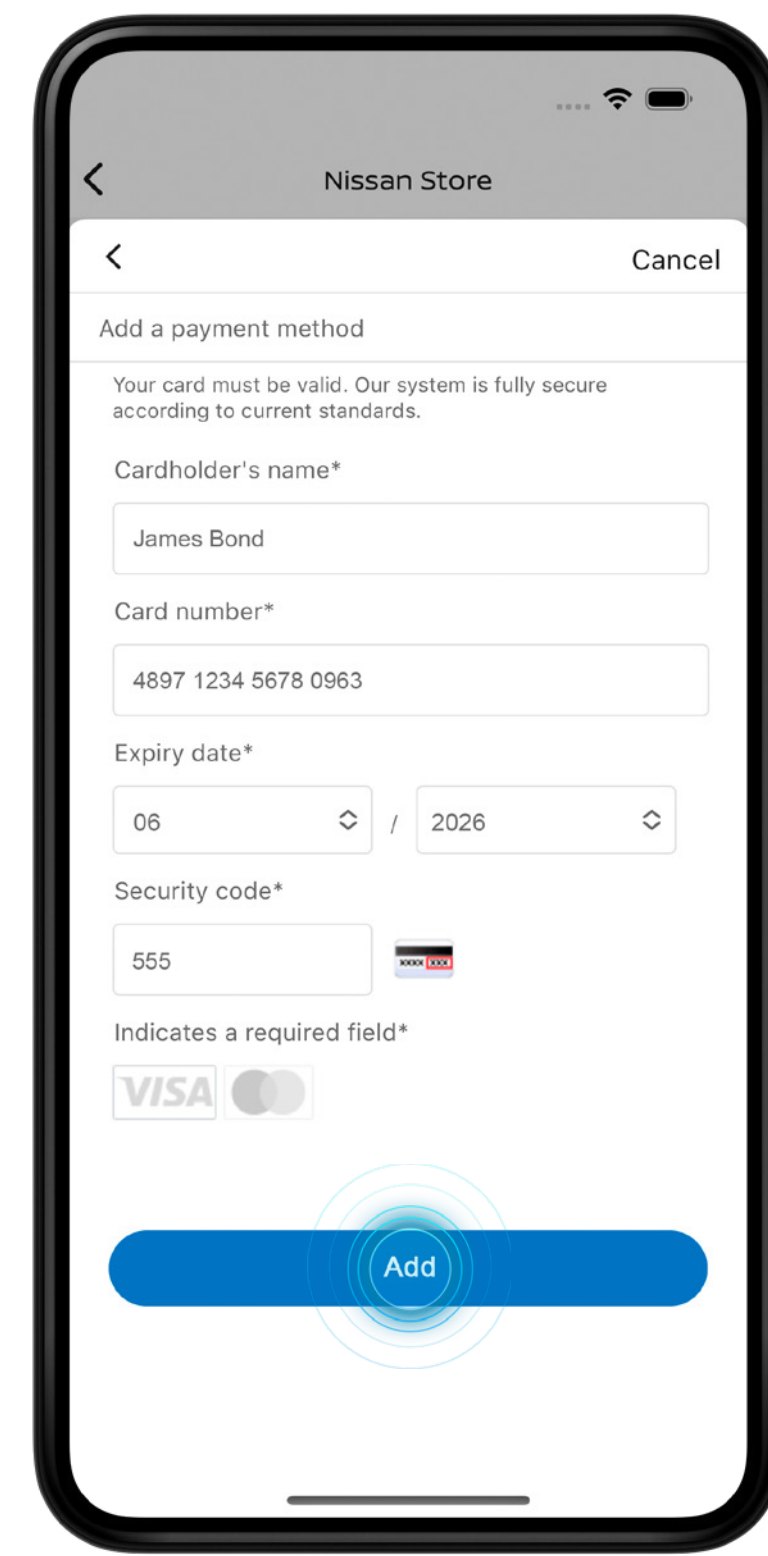 Nissan Store
Cancel
Add a payment method
Your card must be valid. Our system is fully secure
according to current standards.
Cardholder's name*
James Bond
Card number*
4897 1234 5678 0963
Expiry date*
06 / 2026
Security code*
555
XXXX XXX
Indicates a required field*
VISA
Add